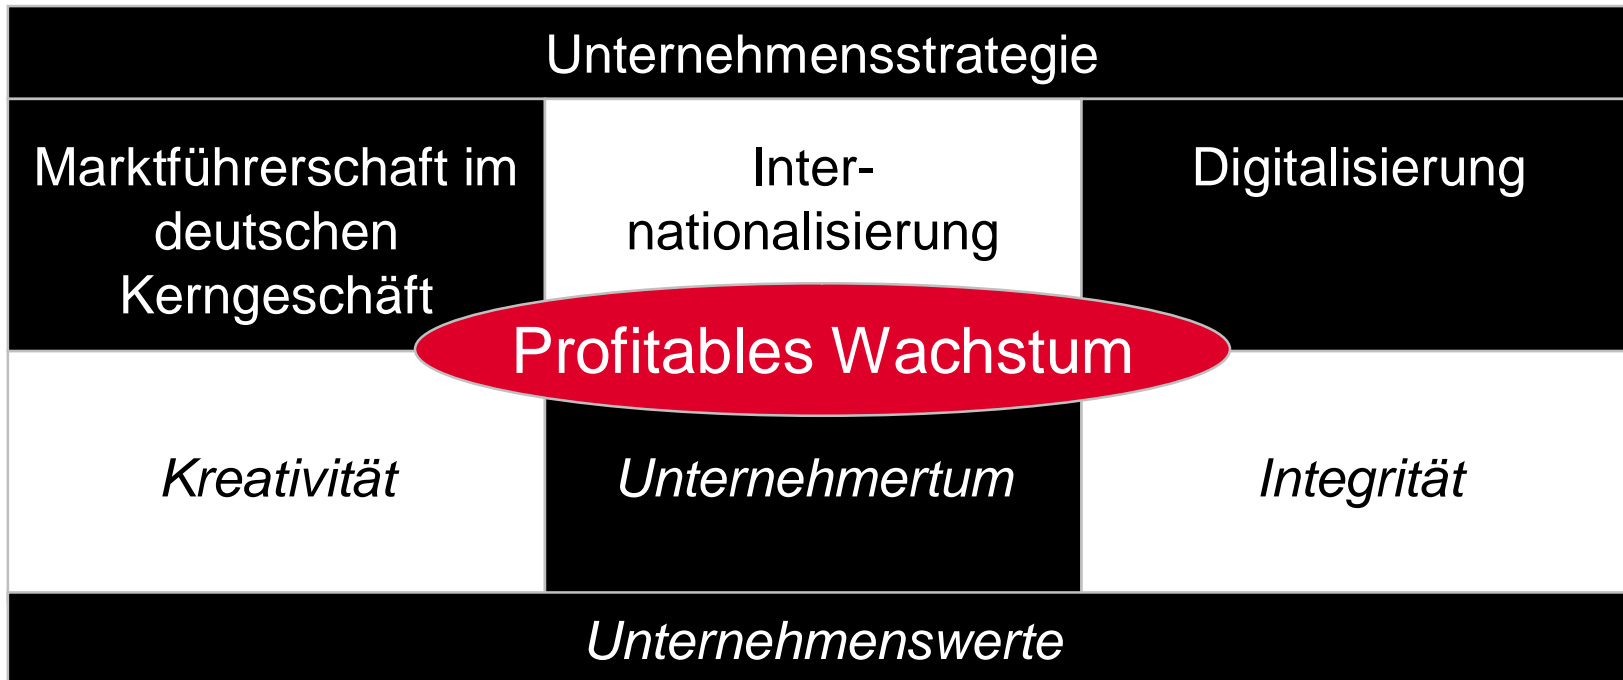 Unternehmensstrategie
Marktführerschaft im
deutschen
Kerngeschäft
Inter-
nationalisierung
Digitalisierung
Profitables Wachstum
Kreativität
Unternehmertum
Integrität
Unternehmenswerte